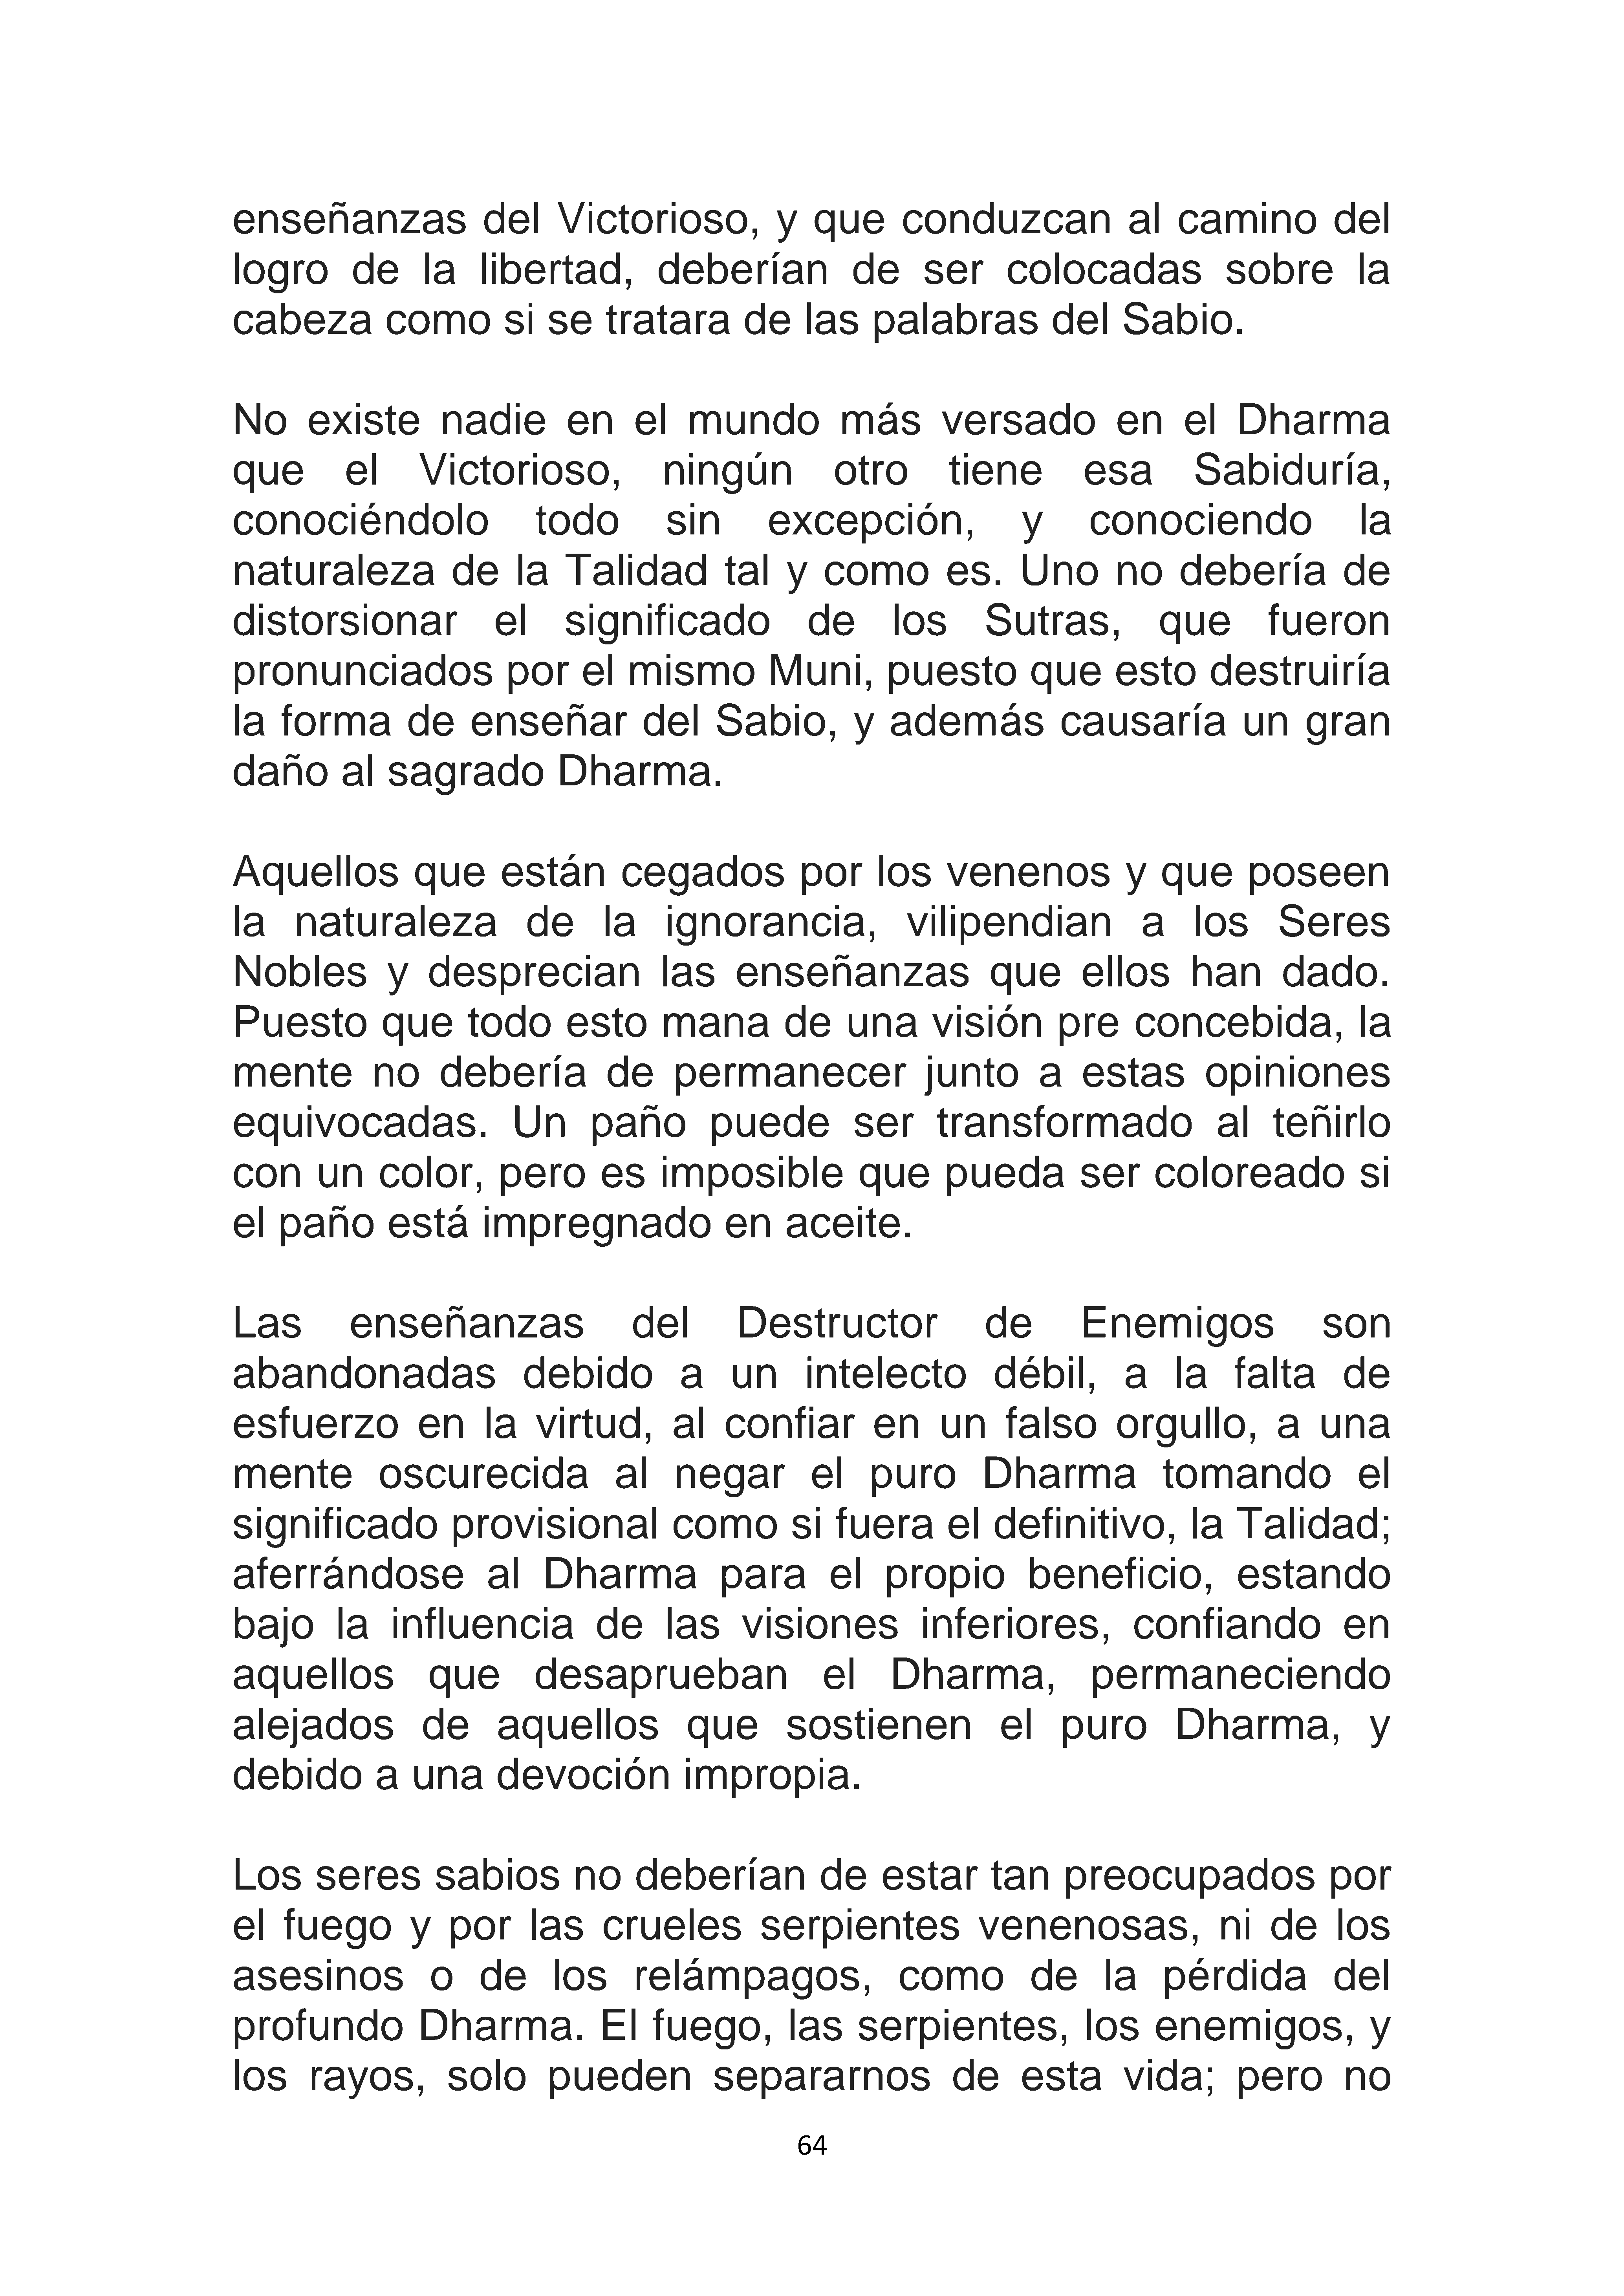 enseñanzas del Victorioso, y que conduzcan al camino del
logro de la libertad, deberían de ser colocadas sobre la
cabeza como si se tratara de las palabras del Sabio.
No existe nadie en el mundo más versado en el Dharma
que el Victorioso, ningún otro tiene esa Sabiduría,
conociéndolo todo sin excepción, y conociendo la
naturaleza de la Talidad tal y como es. Uno no debería de
distorsionar el significado de los Sutras, que fueron
pronunciados por el mismo Muni, puesto que esto destruiría
la forma de enseñar del Sabio, y además causaría un gran
daño al sagrado Dharma.
Aquellos que están cegados por los venenos y que poseen
la naturaleza de la ignorancia, vilipendian a los Seres
Nobles y desprecian las enseñanzas que ellos han dado.
Puesto que todo esto mana de una visión pre concebida, la
mente no debería de permanecer junto a estas opiniones
equivocadas. Un paño puede ser transformado al teñirlo
con un color, pero es imposible que pueda ser coloreado si
el paño está impregnado en aceite.
Las enseñanzas del Destructor de Enemigos son
abandonadas debido a un intelecto débil, a la falta de
esfuerzo en la virtud, al confiar en un falso orgullo, a una
mente oscurecida al negar el puro Dharma tomando el
significado provisional como si fuera el definitivo, la Talidad;
aferrándose al Dharma para el propio beneficio, estando
bajo la influencia de las visiones inferiores, confiando en
aquellos que desaprueban el Dharma, permaneciendo
alejados de aquellos que sostienen el puro Dharma, y
debido a una devoción impropia.
Los seres sabios no deberían de estar tan preocupados por
el fuego y por las crueles serpientes venenosas, ni de los
asesinos o de los relámpagos, como de la pérdida del
profundo Dharma. El fuego, las serpientes, los enemigos, y
los rayos, solo pueden separarnos de esta vida; pero no
64